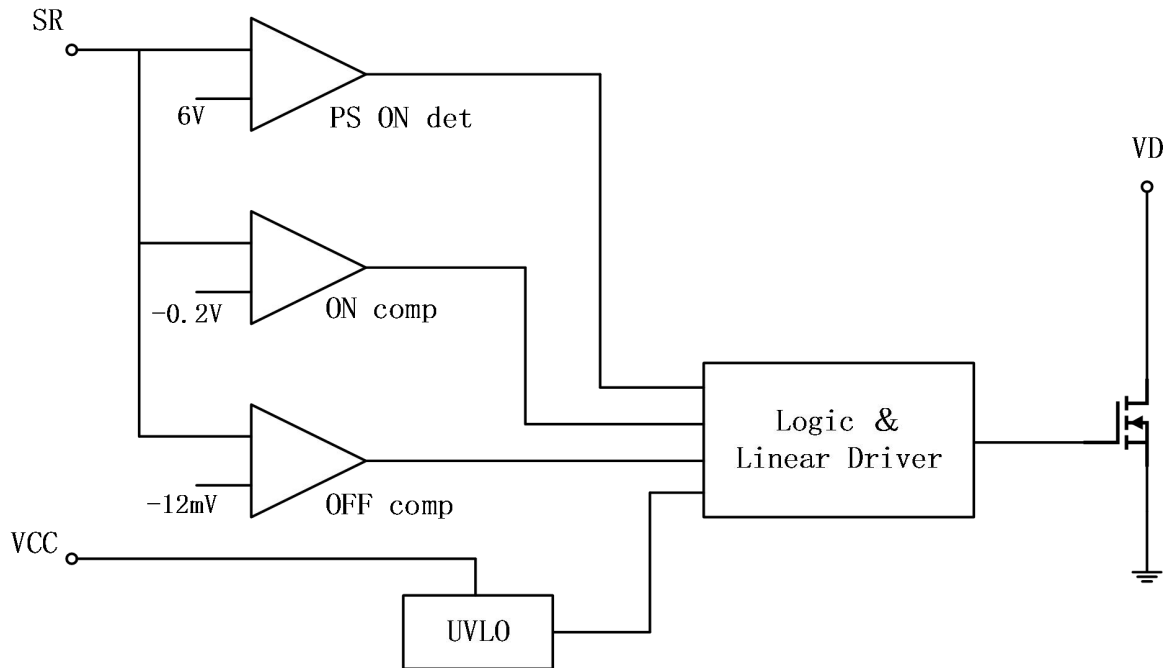 SR
6V
PS ON det
VD
-0.2V
ON comp
Logic &
Linear Driver
-12mV
OFF comp
VCC
UVLO